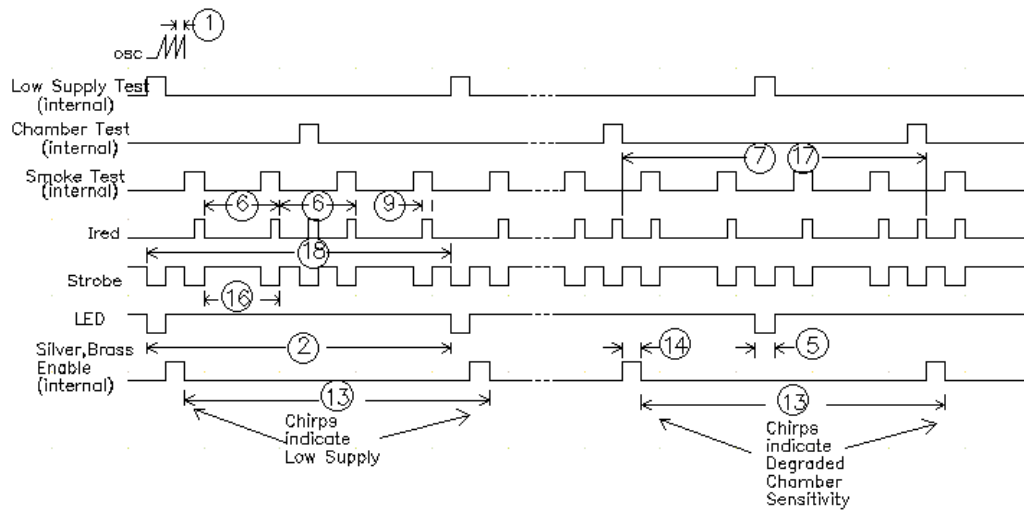 1
osc
Low Supply Test
(internal)
Chamber Test
(internal)
7 17
Smoke Test
(internal)
6 6 9
Ired
18
Strobe
16
LED
Silver,Brass
Enable
(internal)
2 14 5
13 13
Chirps
indicate
Low Supply
Chirps
indicate
Degraded
Chamber
Sensitivity